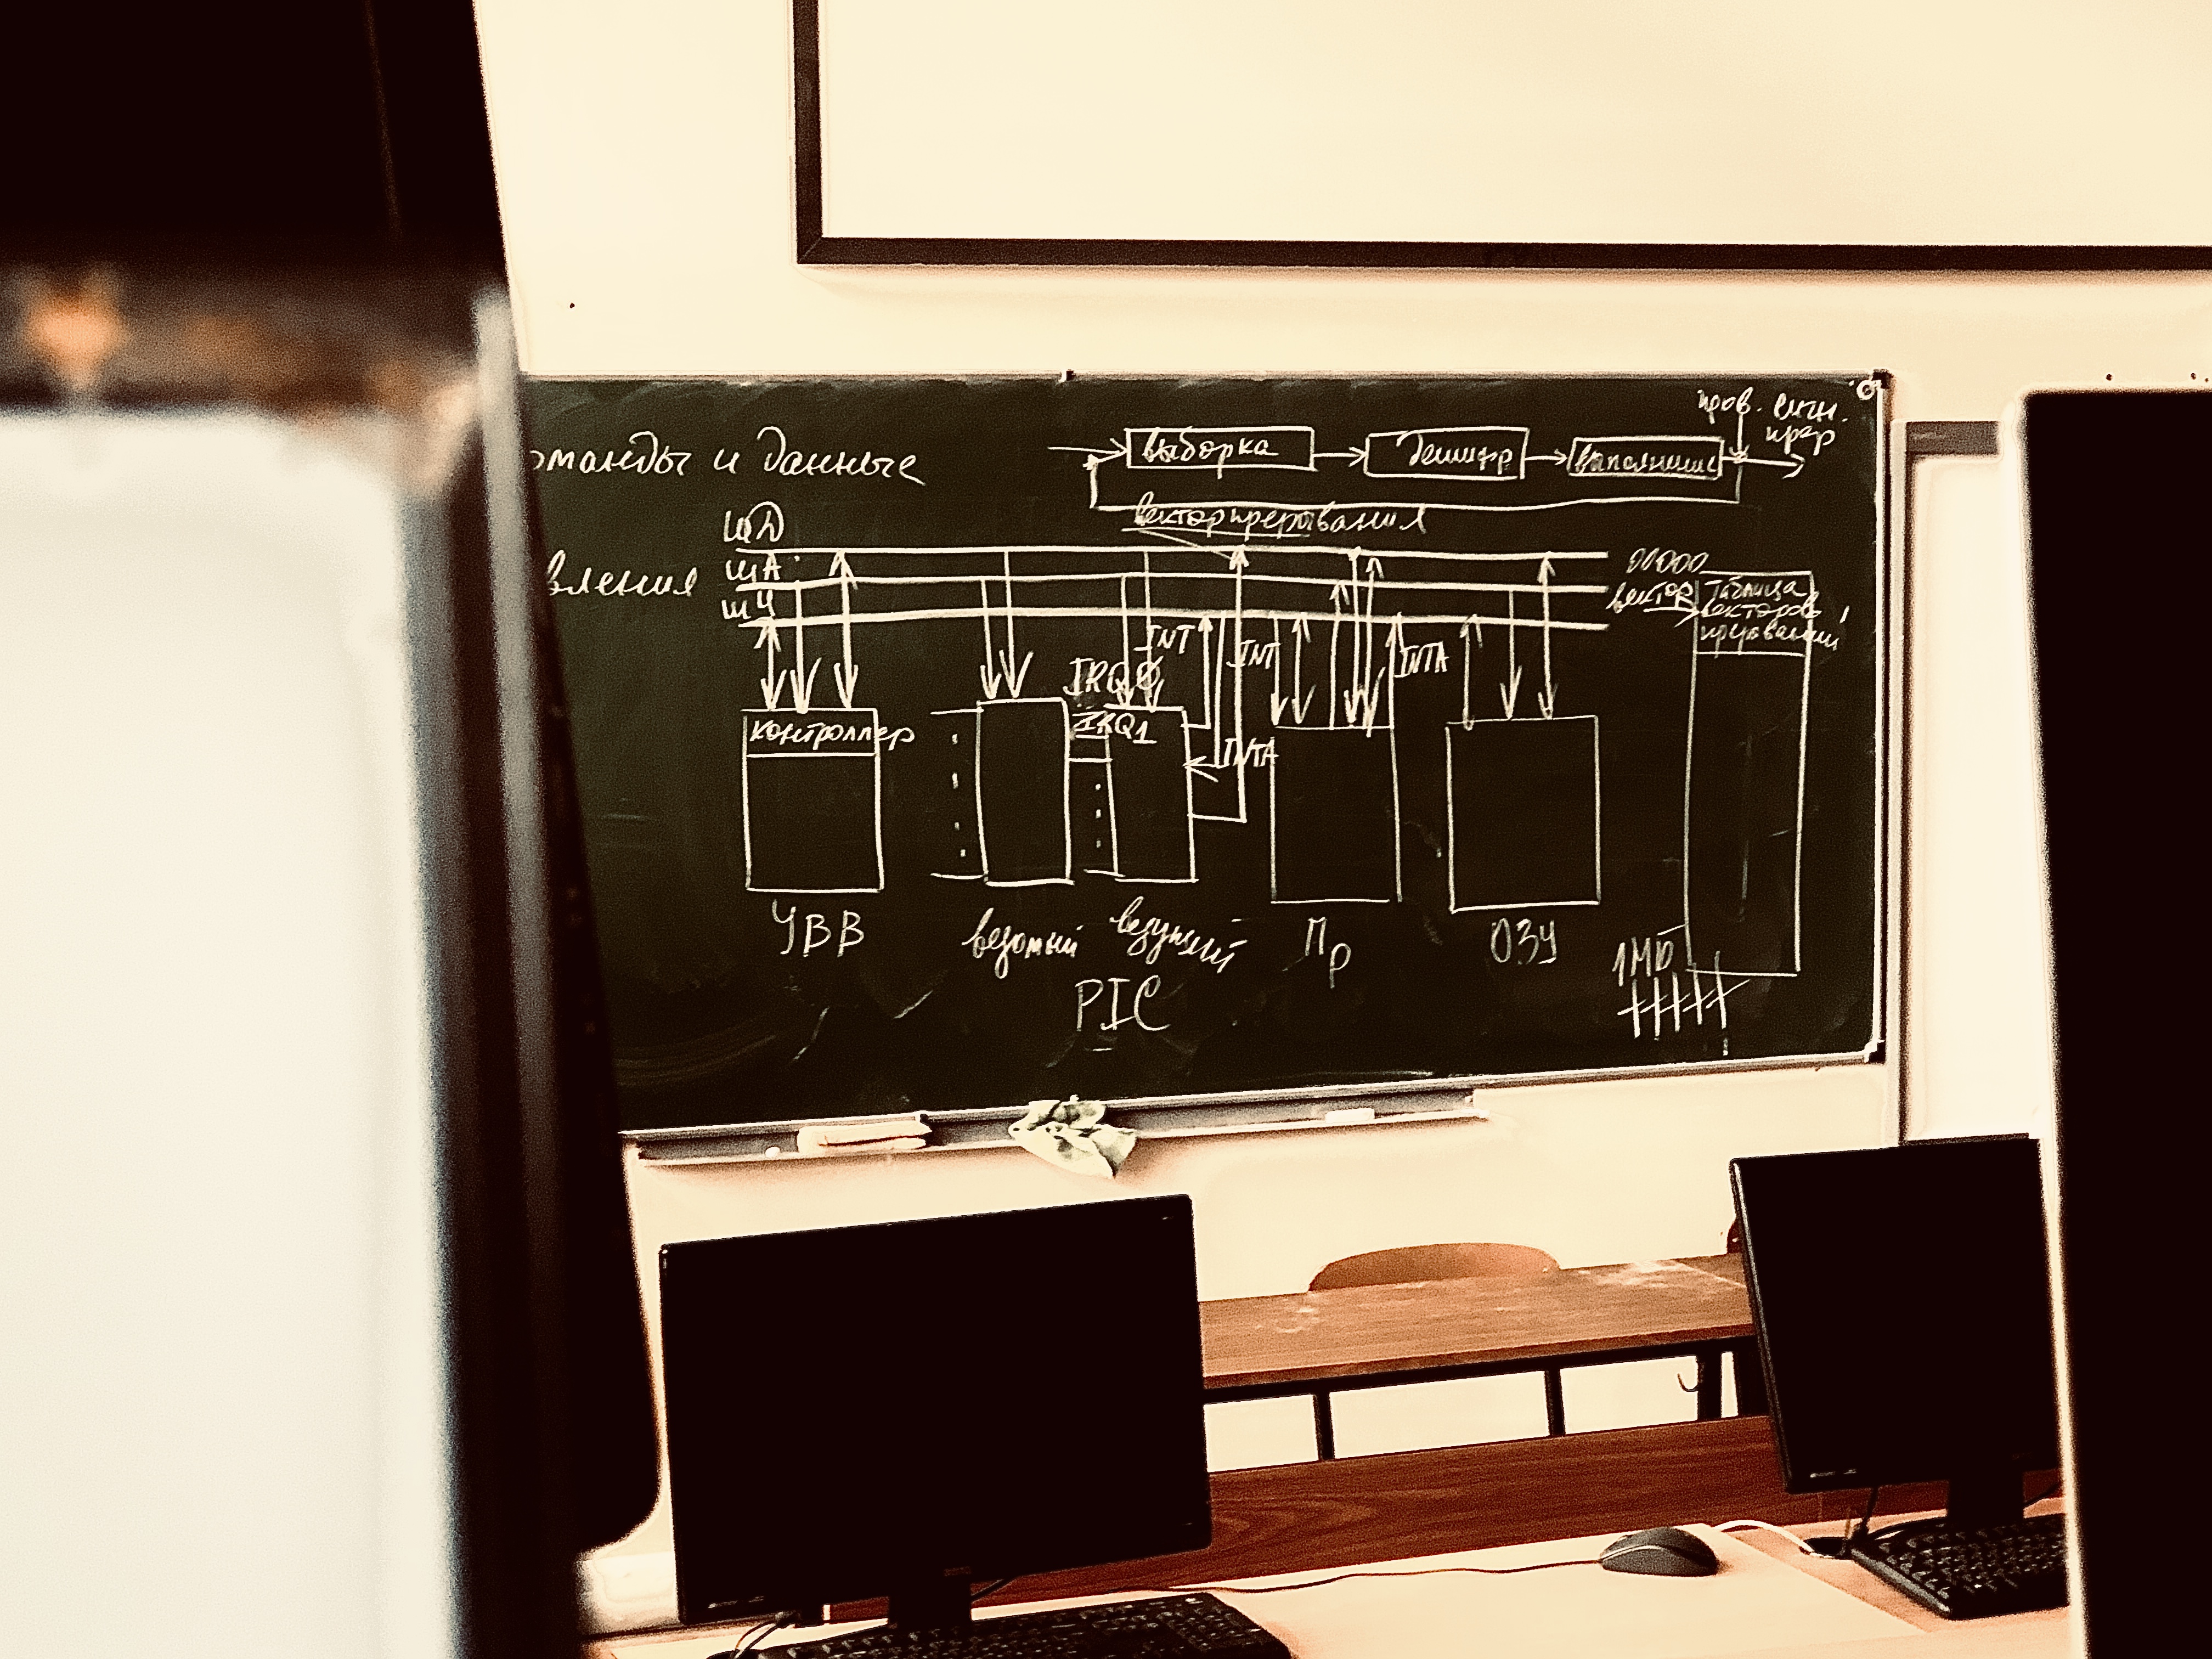 пров. сигн.
прер
выборка
дешифр
выполнение
оманды и данные
вектор прерывания
ШД
ША
ШУ
вления
00000
вектор
Таблица
векторов
прерываний
INT
INT
INTA
IRQ0
IRQ1
INTA
контроллер
УВВ
ведомый
ведущий
Пр
ОЗУ
1МБ
PIC